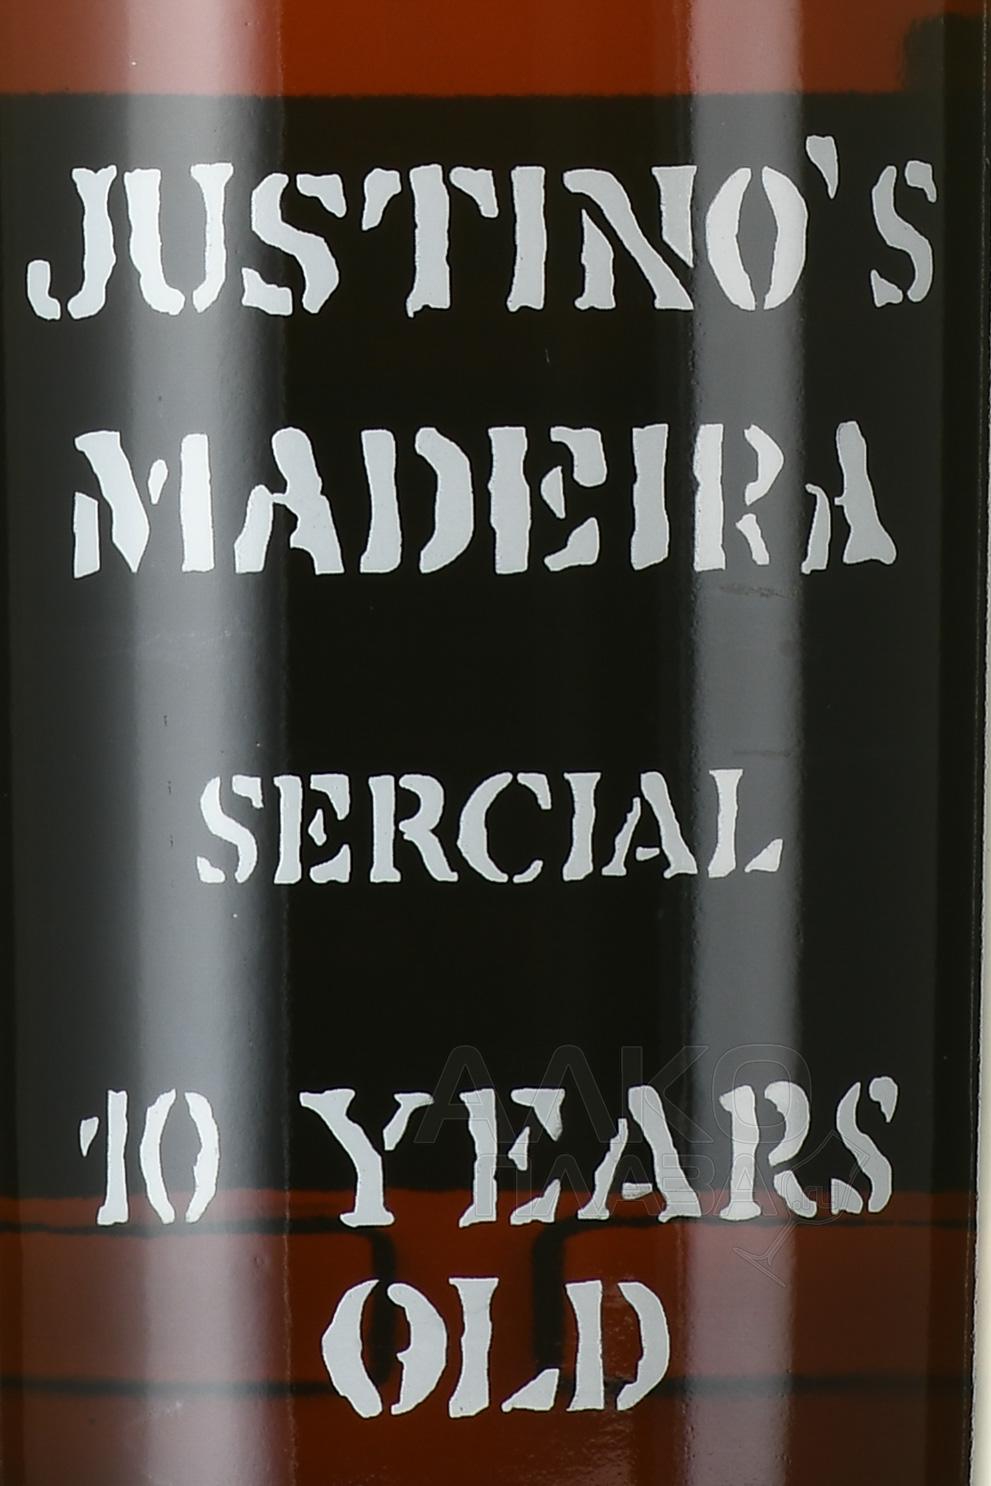 JUSTINO'S
MADEIRA
SERCIAL
10 YEARS
OLD